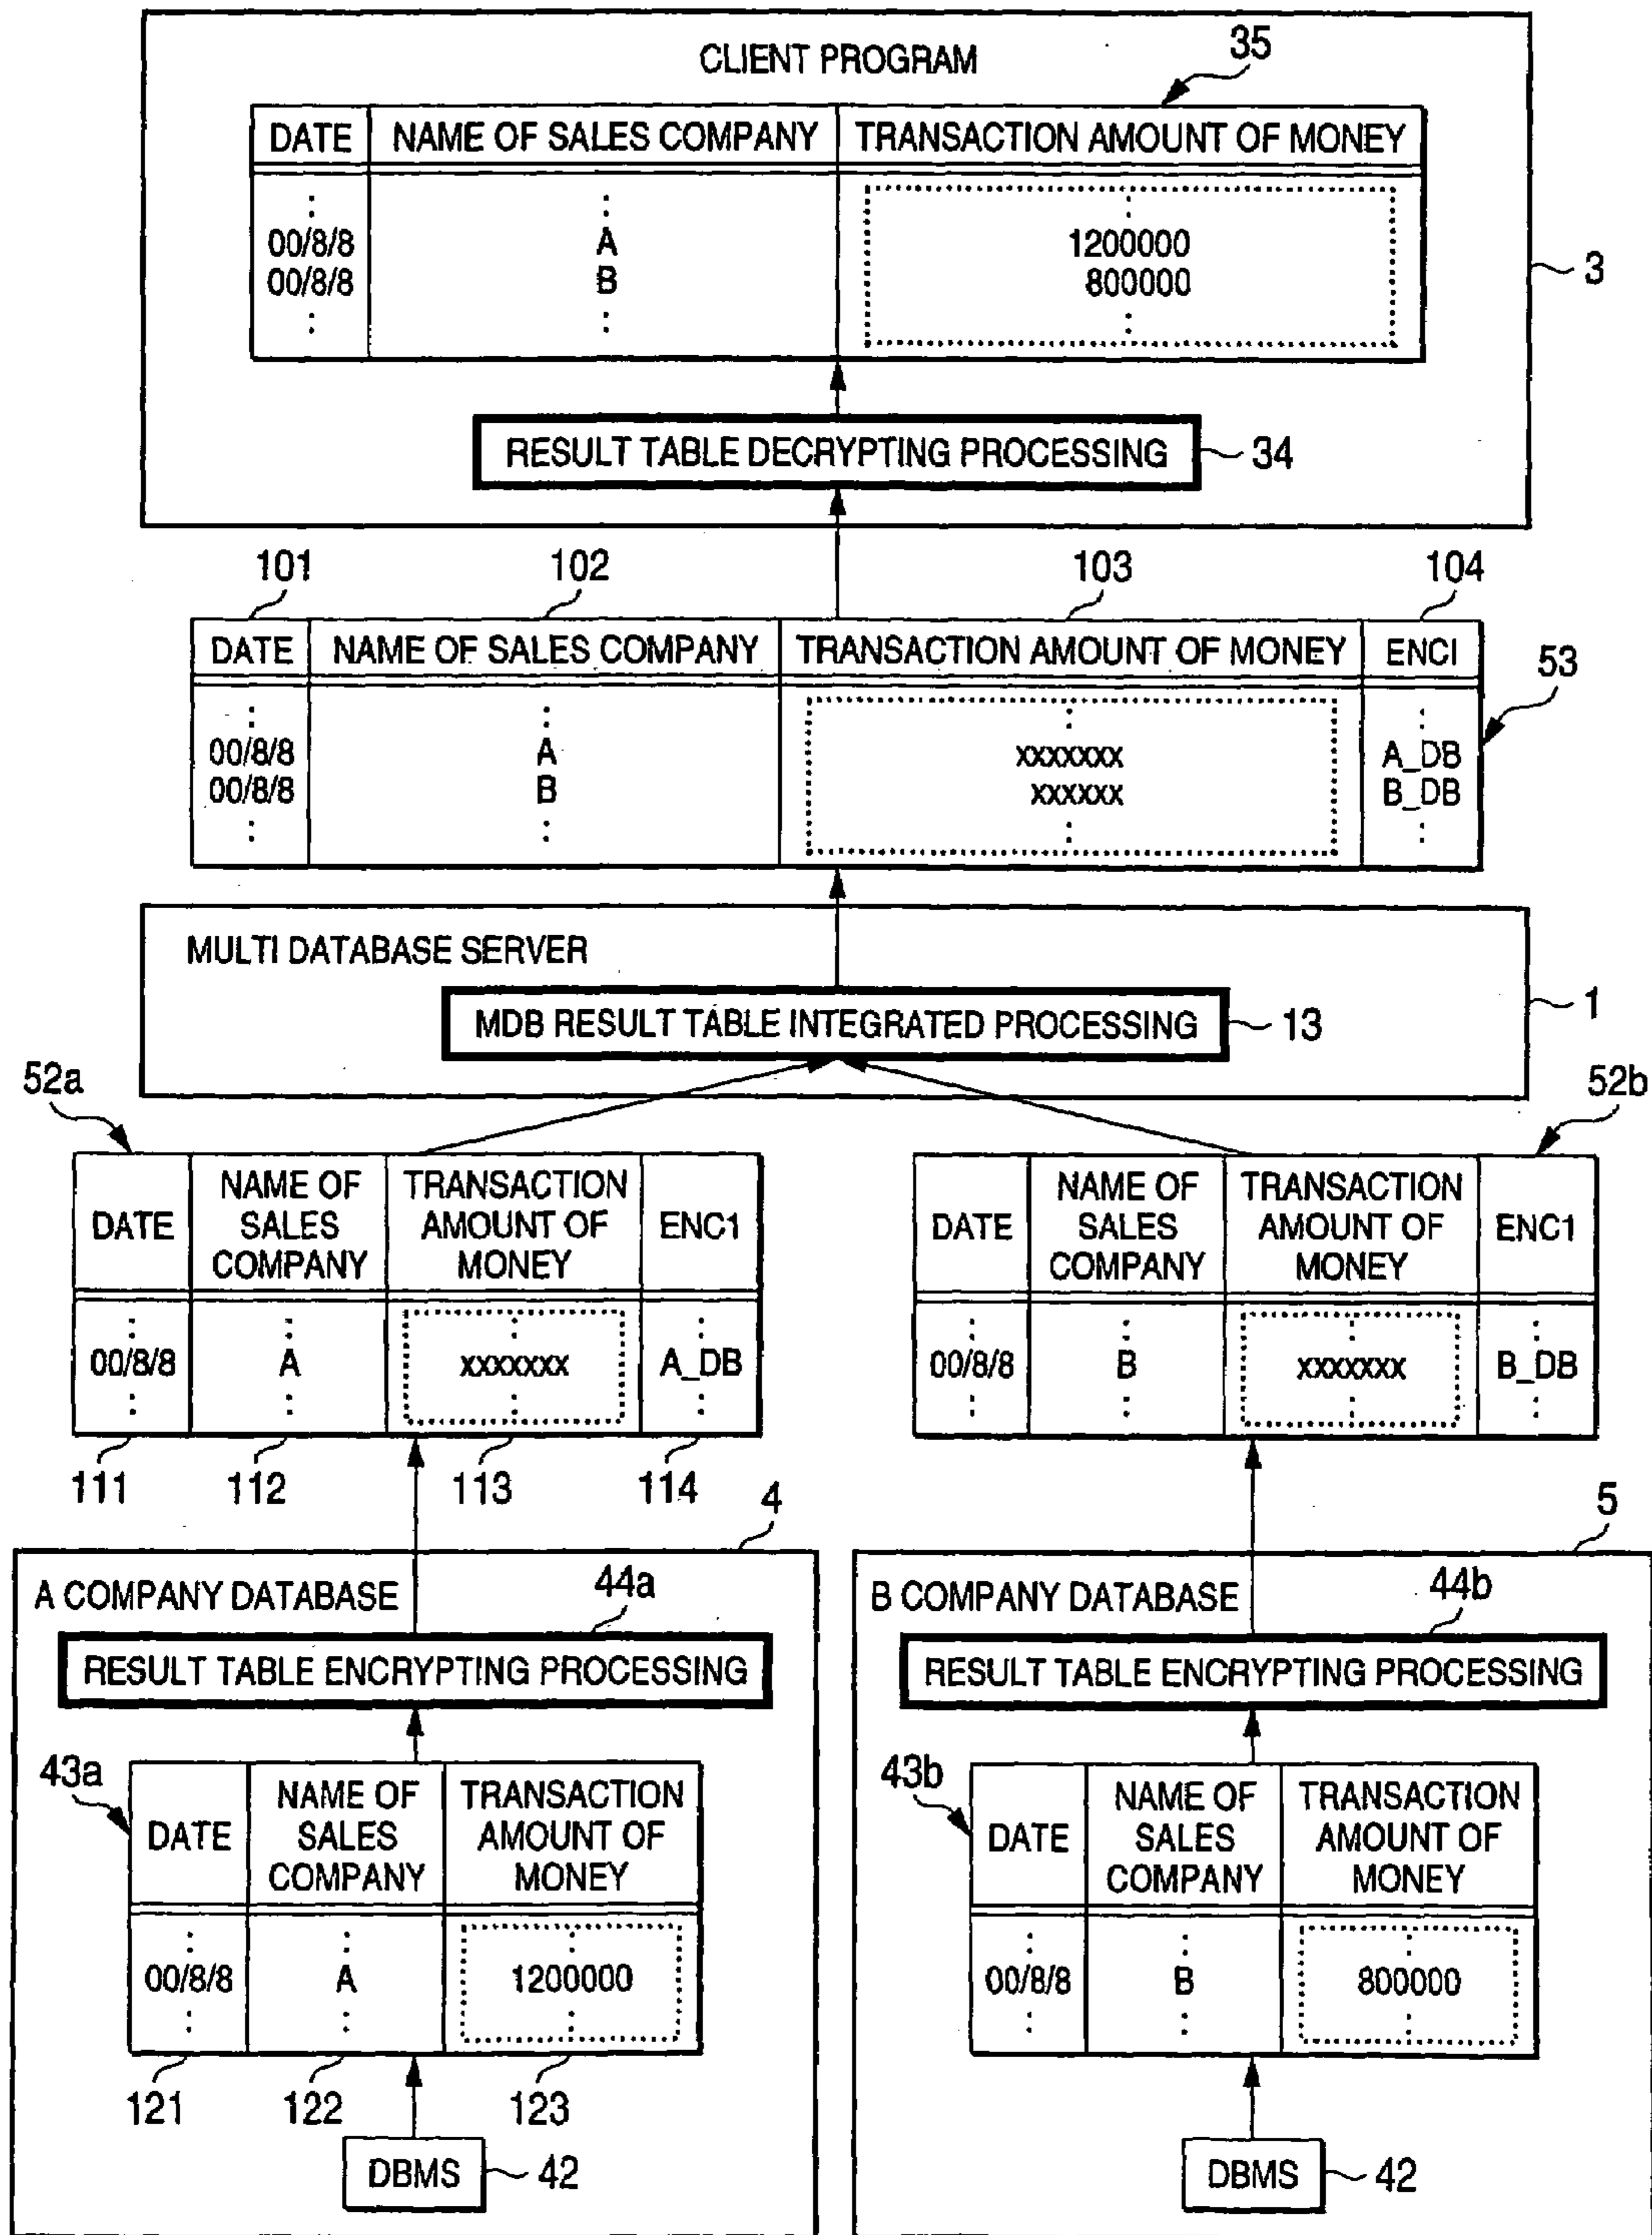 CLIENT PROGRAM
35
DATE NAME OF SALES COMPANY TRANSACTION AMOUNT OF MONEY
00/8/8 A 1200000
00/8/8 B 800000
3
RESULT TABLE DECRYPTING PROCESSING 34
101 102 103 104
DATE NAME OF SALES COMPANY TRANSACTION AMOUNT OF MONEY ENCI
53
00/8/8 A XXXXXXX A_DB
00/8/8 B XXXXXX B_DB
MULTI DATABASE SERVER
MDB RESULT TABLE INTEGRATED PROCESSING 13
1
52a
DATE NAME OF SALES COMPANY TRANSACTION AMOUNT OF MONEY ENC1
00/8/8 A XXXXXXX A_DB
111 112 113 114
52b
DATE NAME OF SALES COMPANY TRANSACTION AMOUNT OF MONEY ENC1
00/8/8 B XXXXXXX B_DB
4
A COMPANY DATABASE
44a
RESULT TABLE ENCRYPTING PROCESSING
43a
DATE NAME OF SALES COMPANY TRANSACTION AMOUNT OF MONEY
00/8/8 A 1200000
121 122 123
DBMS 42
5
B COMPANY DATABASE
44b
RESULT TABLE ENCRYPTING PROCESSING
43b
DATE NAME OF SALES COMPANY TRANSACTION AMOUNT OF MONEY
00/8/8 B 800000
DBMS 42